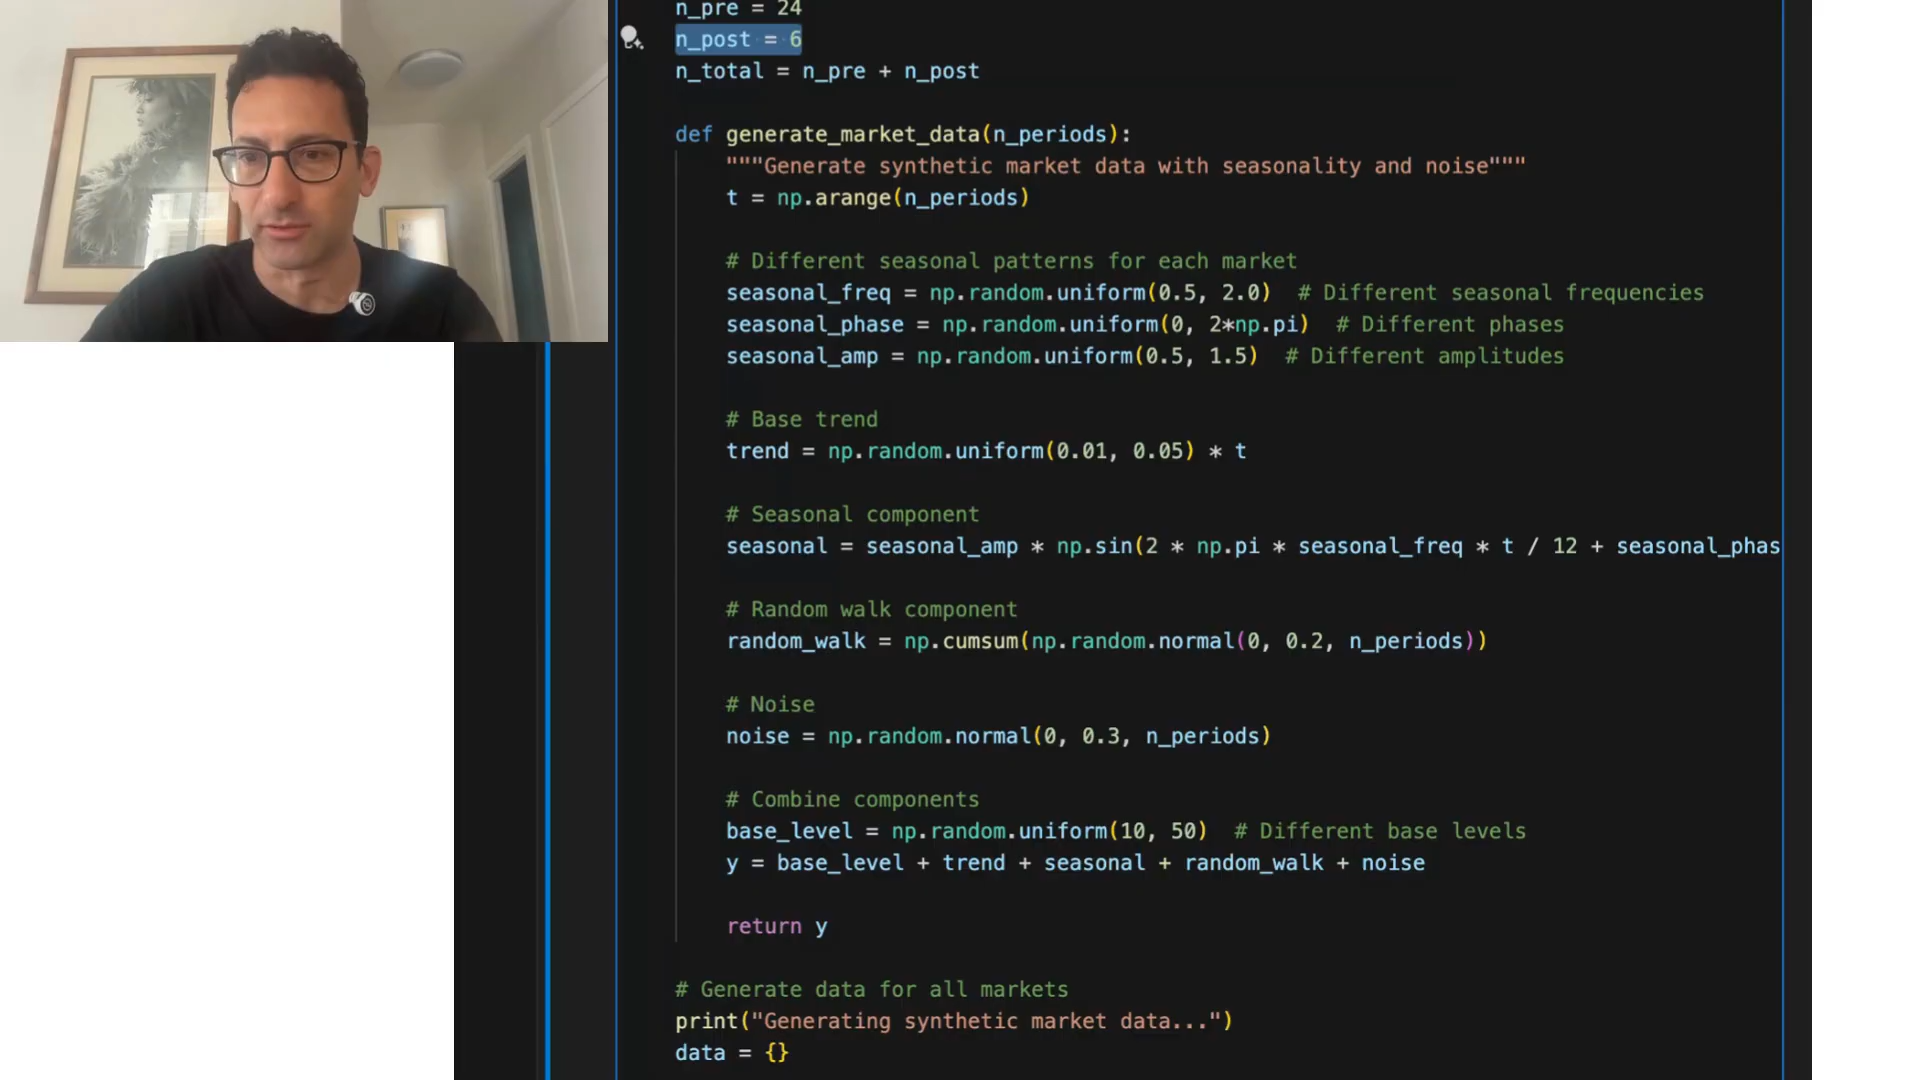 n_pre = 24
n_post = 6
n_total = n_pre + n_post
def generate_market_data(n_periods):
"""Generate synthetic market data with seasonality and noise"""
t = np.arange(n_periods)
# Different seasonal patterns for each market
seasonal_freq = np.random.uniform(0.5, 2.0)  # Different seasonal frequencies
seasonal_phase = np.random.uniform(0, 2*np.pi)  # Different phases
seasonal_amp = np.random.uniform(0.5, 1.5)  # Different amplitudes
# Base trend
trend = np.random.uniform(0.01, 0.05) * t
# Seasonal component
seasonal = seasonal_amp * np.sin(2 * np.pi * seasonal_freq * t / 12 + seasonal_phas
# Random walk component
random_walk = np.cumsum(np.random.normal(0, 0.2, n_periods))
# Noise
noise = np.random.normal(0, 0.3, n_periods)
# Combine components
base_level = np.random.uniform(10, 50)  # Different base levels
y = base_level + trend + seasonal + random_walk + noise
return y
# Generate data for all markets
print("Generating synthetic market data...")
data = {}